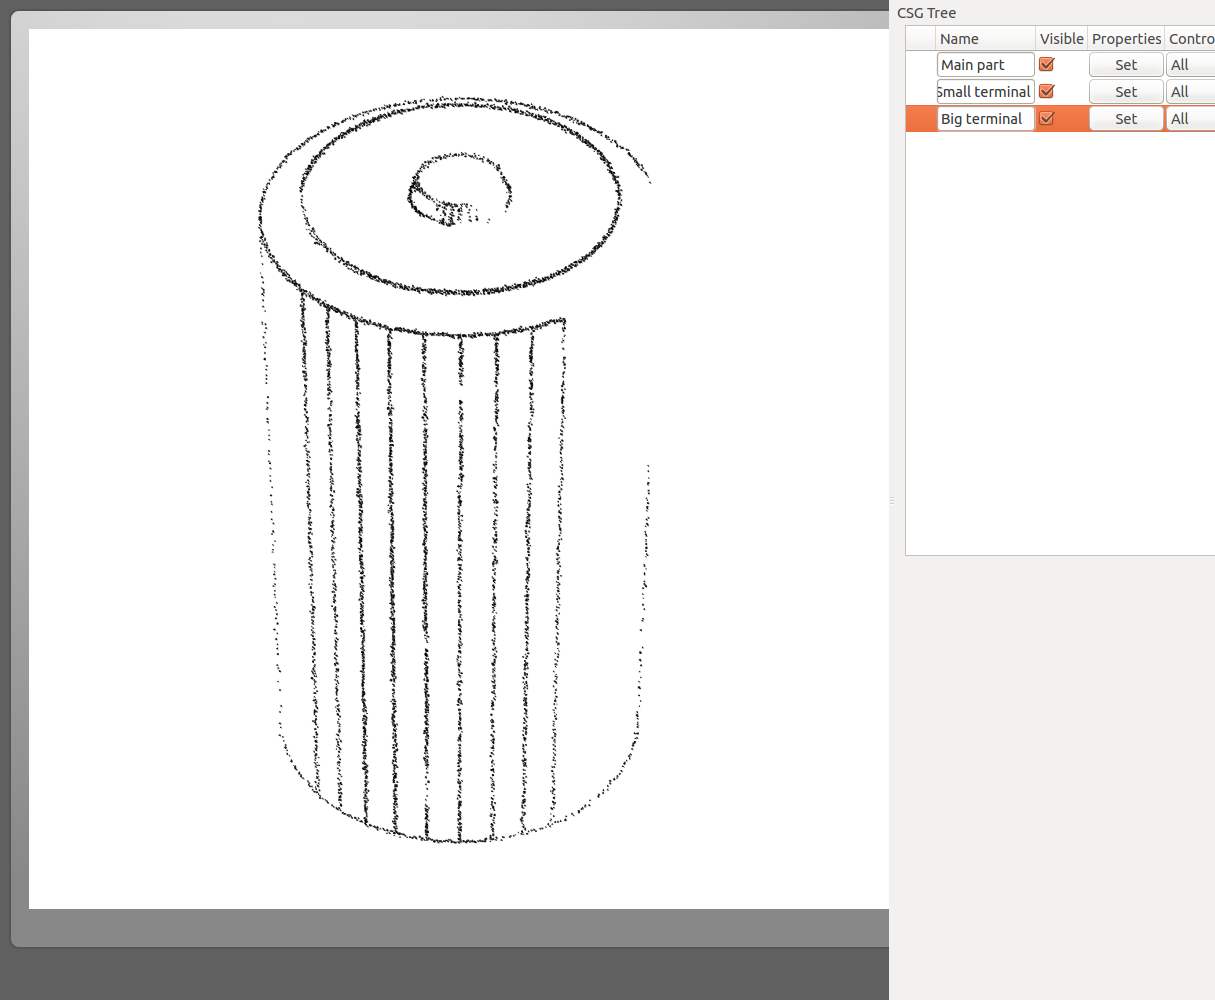 CSG Tree
Name Visible Properties Contro
Main part Set All
Small terminal Set All
Big terminal Set All